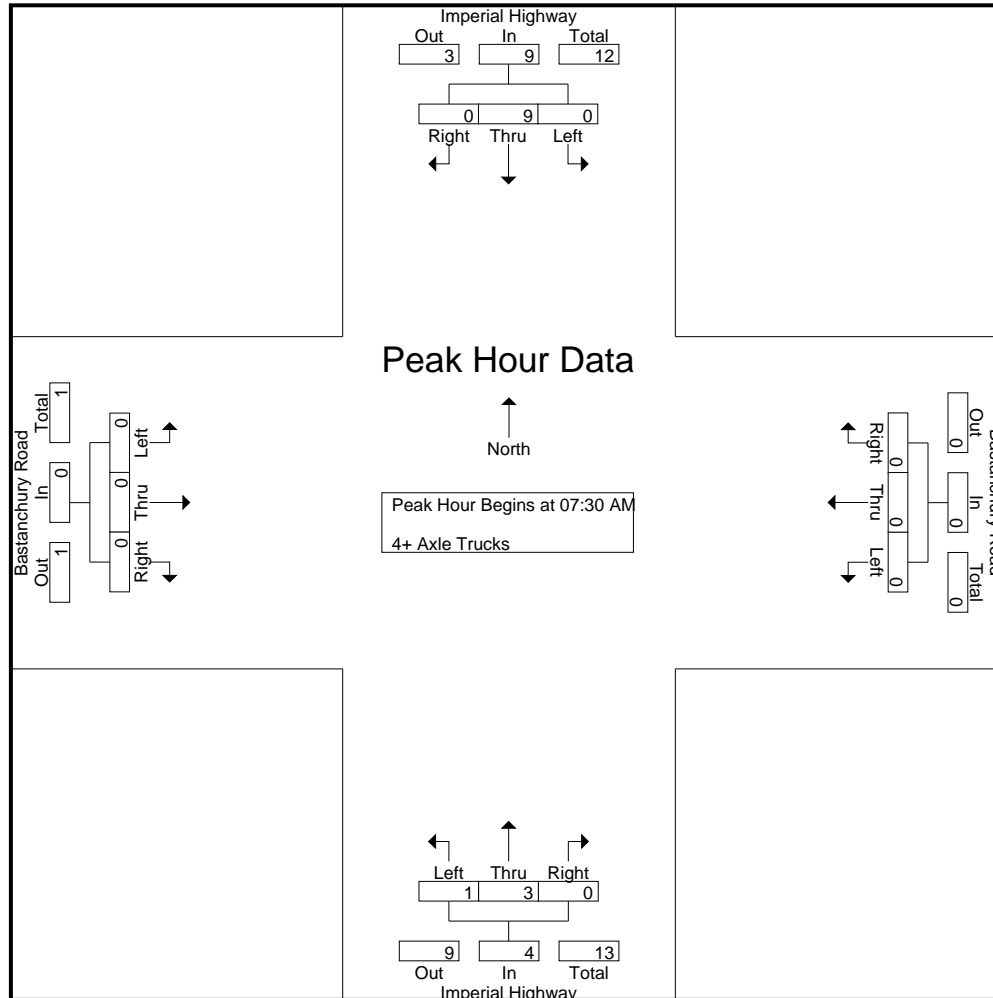 Imperial Highway
Out In Total
3 9 12
0 9 0
Right Thru Left
Peak Hour Data
North
Peak Hour Begins at 07:30 AM
4+ Axle Trucks
Bastanchury Road
Total In Out
1 0 1
0 0 0
Left Thru Right
Out In Total
0 0 0
0 0 0
Right Thru Left
Left Thru Right
1 3 0
9 4 13
Out In Total
Imperial Highway